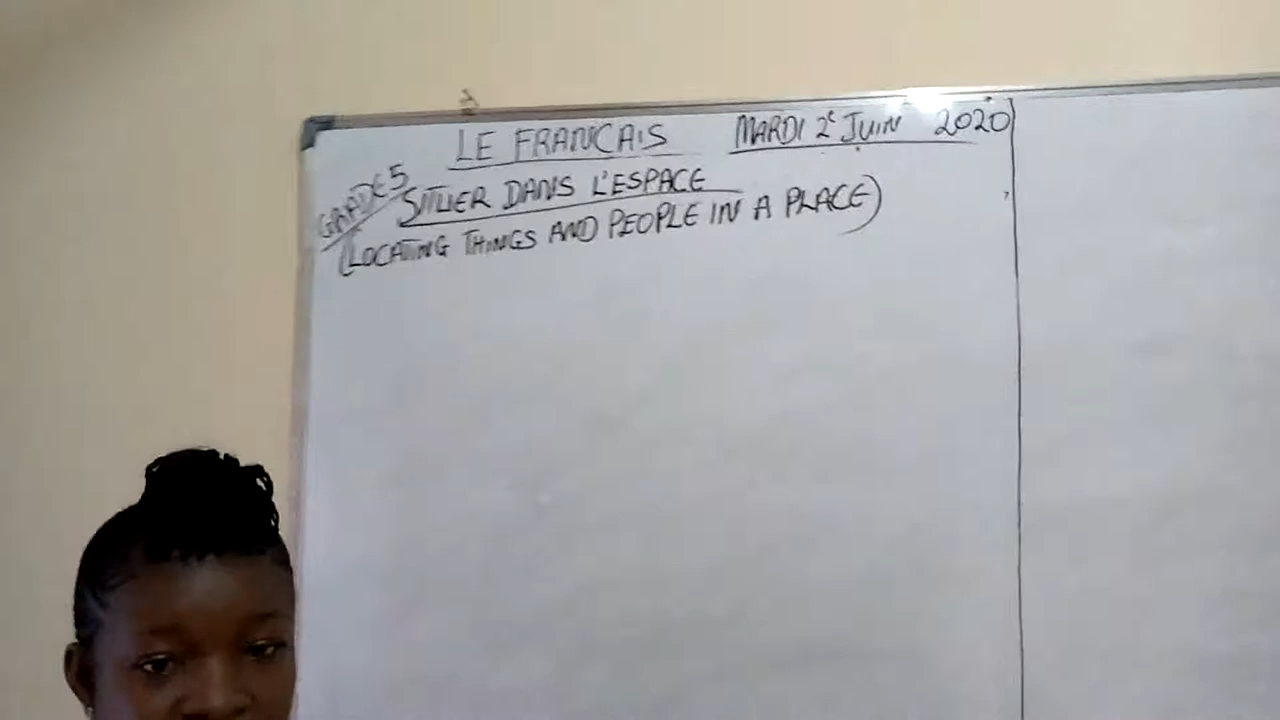 LE FRANCAIS MARDI 2e JUIN 2020
GRADE 5
SITUER DANS L'ESPACE
(LOCATING THINGS AND PEOPLE IN A PLACE)